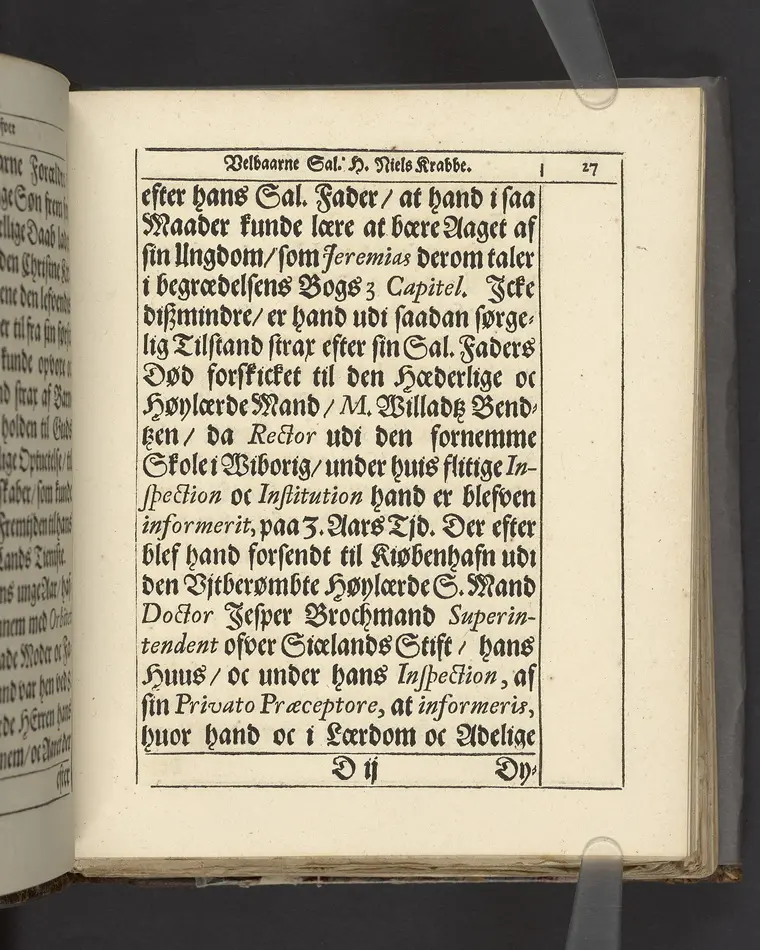 Velbaarne Sal. H. Niels Krabbe. 27
efter hans Sal. Fader / at hand i saa
Maader kunde lære at bære Aaget af
sin Ungdom / som Jeremias derom taler
i begrædelsens Bogs 3 Capitel. Icke
dißmindre / er hand udi saadan sørge-
lig Tilstand strax efter sin Sal. Faders
Død forskicket til den Hæderlige oc
Høylærde Mand / M. Willadtz Bend-
tzen / da Rector udi den fornemme
Skole i Wiborig / under huis flitige In-
spection oc Institution hand er blefven
informerit, paa 3. Aars Tjd. Der efter
blef hand forsendt til Kiøbenhafn udi
den Vjtberømbte Høylærde S. Mand
Doctor Jesper Brochmand Superin-
tendent ofver Siælands Stift / hans
Huus / oc under hans Inspection, af
sin Privato Præceptore, at informeris,
huor hand oc i Lærdom oc Adelige
D ij Dy-